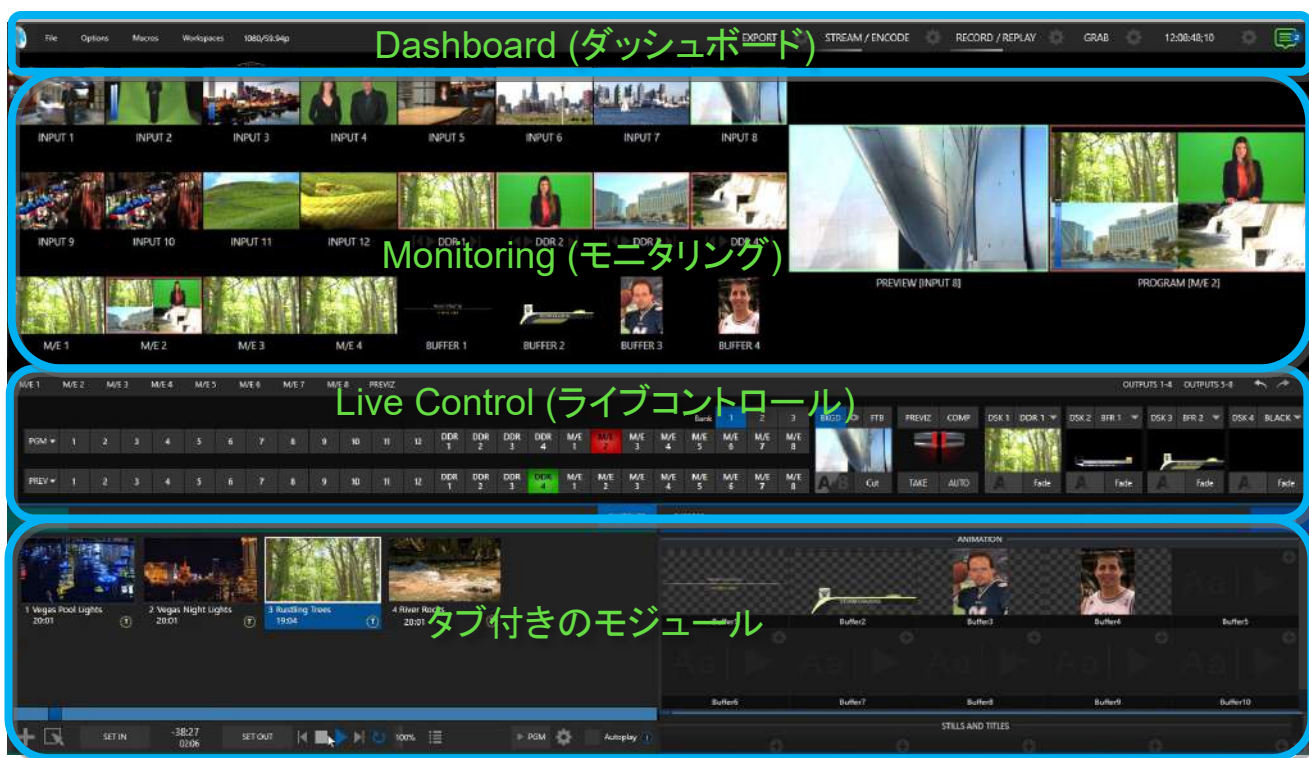 File Options Macros Workspaces 1080/59.94p
Dashboard (ダッシュボード)
EXPORT STREAM / ENCODE RECORD / REPLAY GRAB 12:08:48;10 2
INPUT 1 INPUT 2 INPUT 3 INPUT 4 INPUT 5 INPUT 6 INPUT 7 INPUT 8
INPUT 9 INPUT 10 INPUT 11 INPUT 12 DDR 1 DDR 2 DDR DDR 4
Monitoring (モニタリング)
PREVIEW [INPUT 8] PROGRAM [M/E 2]
M/E 1 M/E 2 M/E 3 M/E 4 BUFFER 1 BUFFER 2 BUFFER 3 BUFFER 4
M/E 1 M/E 2 M/E 3 M/E 4 M/E 5 M/E 6 M/E 7 M/E 8 PREVIZ OUTPUTS 1-4 OUTPUTS 5-8
Live Control (ライブコントロール)
Bank 1 2 3 BKGD FTB PREVIZ COMP DSK 1 DDR 1 DSK 2 BFR 1 DSK 3 BFR 2 DSK 4 BLACK
PGM 1 2 3 4 5 6 7 8 9 10 11 12 DDR 1 DDR 2 DDR 3 DDR 4 M/E 1 M/E 2 M/E 3 M/E 4 M/E 5 M/E 6 M/E 7 M/E 8
PREV 1 2 3 4 5 6 7 8 9 10 11 12 DDR 1 DDR 2 DDR 3 DDR 4 M/E 1 M/E 2 M/E 3 M/E 4 M/E 5 M/E 6 M/E 7 M/E 8
A B Cut TAKE AUTO A Fade A Fade A Fade A Fade
ANIMATION
1 Vegas Pool Lights 2 Vegas Night Lights 3 Rustling Trees 4 River Rocks
20:01 20:01 19:04 20:01
タブ付きのモジュール
Buffer1 Buffer2 Buffer3 Buffer4 Buffer5
Buffer6 Buffer7 Buffer8 Buffer9 Buffer10
STILLS AND TITLES
SET IN -38:27 SET OUT 100% PGM Autoplay
02:06